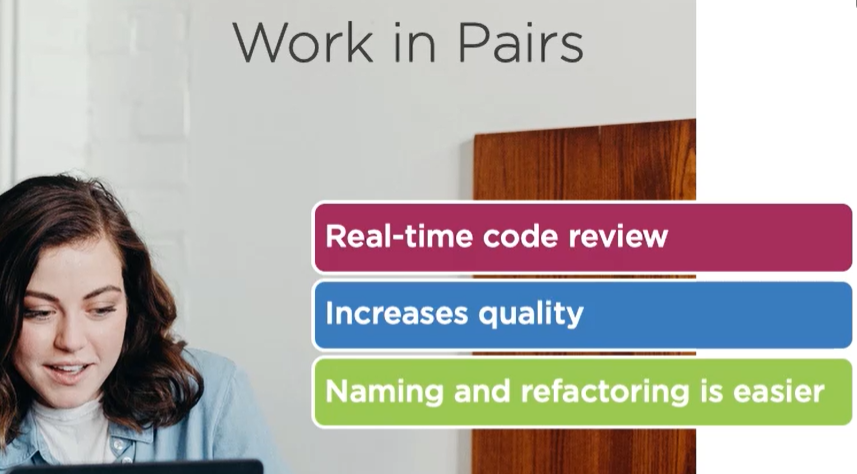 Work in Pairs
Real-time code review
Increases quality
Naming and refactoring is easier